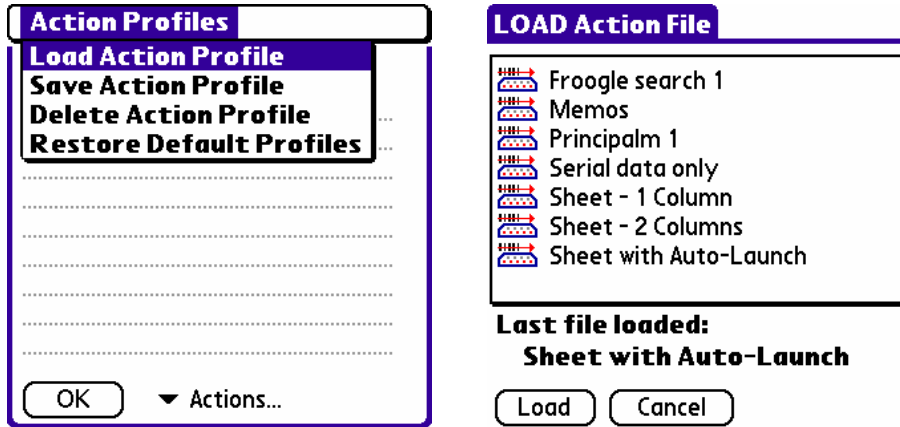 Action Profiles
Load Action Profile
Save Action Profile
Delete Action Profile
Restore Default Profiles
OK
Actions...
LOAD Action File
Froogle search 1
Memos
Principalm 1
Serial data only
Sheet - 1 Column
Sheet - 2 Columns
Sheet with Auto-Launch
Last file loaded:
Sheet with Auto-Launch
Load
Cancel